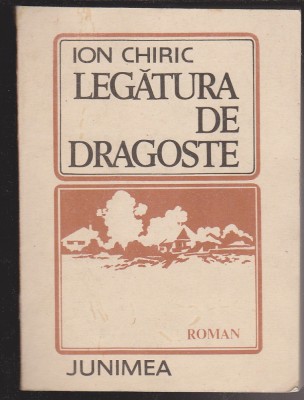 ION CHIRIC
LEGĂTURA
DE
DRAGOSTE
ROMAN
JUNIMEA